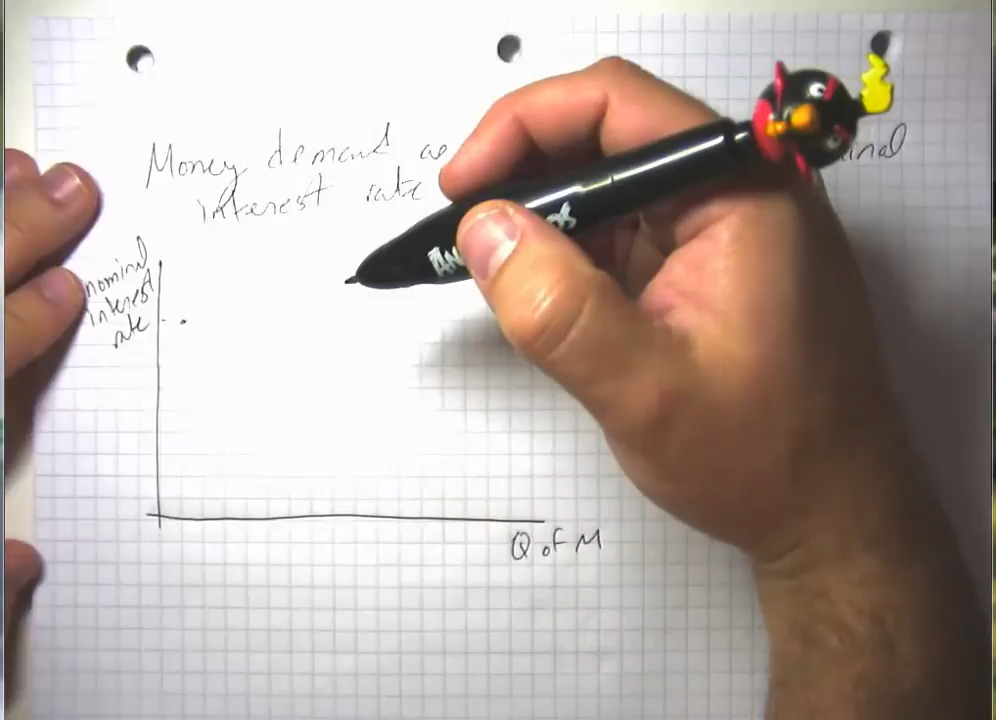 Money demand as
interest rate
nominal
interest
rate
Q of M